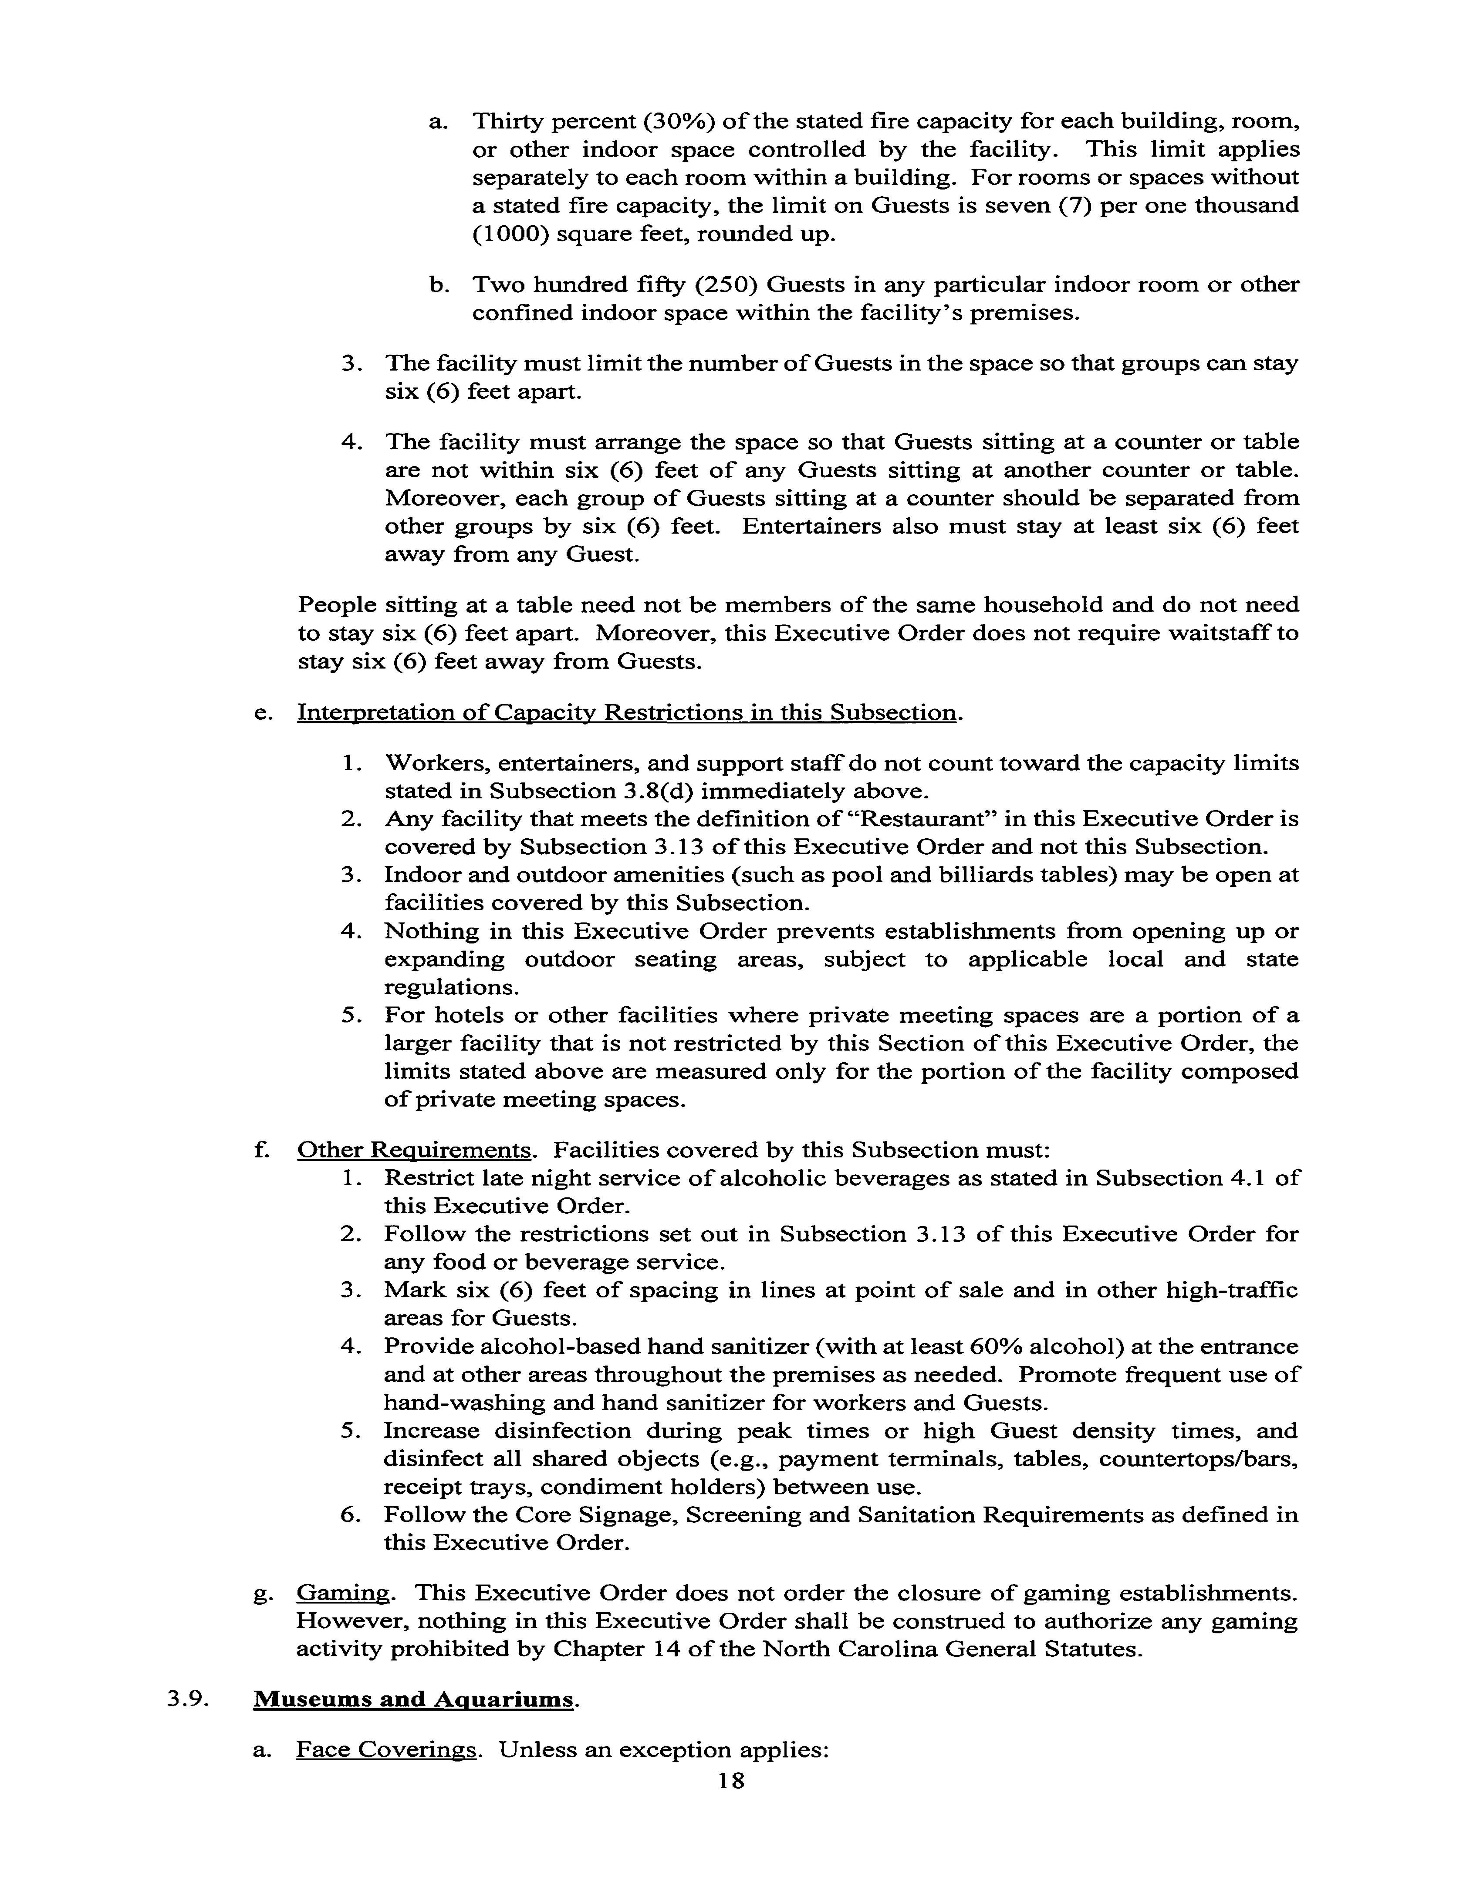 a. Thirty percent (30%) of the stated fire capacity for each building, room,
or other indoor space controlled by the facility. This limit applies
separately to each room within a building. For rooms or spaces without
a stated fire capacity, the limit on Guests is seven (7) per one thousand
(1000) square feet, rounded up.
b. Two hundred fifty (250) Guests in any particular indoor room or other
confined indoor space within the facility's premises.
3. The facility must limit the number of Guests in the space so that groups can stay
six (6) feet apart.
4. The facility must arrange the space so that Guests sitting at a counter or table
are not within six (6) feet of any Guests sitting at another counter or table.
Moreover, each group of Guests sitting at a counter should be separated from
other groups by six (6) feet. Entertainers also must stay at least six (6) feet
away from any Guest.
People sitting at a table need not be members of the same household and do not need
to stay six (6) feet apart. Moreover, this Executive Order does not require waitstaff to
stay six (6) feet away from Guests.
e. Interpretation of Capacity Restrictions in this Subsection.
1. Workers, entertainers, and support staff do not count toward the capacity limits
stated in Subsection 3.8(d) immediately above.
2. Any facility that meets the definition of "Restaurant" in this Executive Order is
covered by Subsection 3.13 of this Executive Order and not this Subsection.
3. Indoor and outdoor amenities (such as pool and billiards tables) may be open at
facilities covered by this Subsection.
4. Nothing in this Executive Order prevents establishments from opening up or
expanding outdoor seating areas, subject to applicable local and state
regulations.
5. For hotels or other facilities where private meeting spaces are a portion of a
larger facility that is not restricted by this Section of this Executive Order, the
limits stated above are measured only for the portion of the facility composed
of private meeting spaces.
f. Other Requirements. Facilities covered by this Subsection must:
1. Restrict late night service of alcoholic beverages as stated in Subsection 4.1 of
this Executive Order.
2. Follow the restrictions set out in Subsection 3.13 of this Executive Order for
any food or beverage service.
3. Mark six (6) feet of spacing in lines at point of sale and in other high-traffic
areas for Guests.
4. Provide alcohol-based hand sanitizer (with at least 60% alcohol) at the entrance
and at other areas throughout the premises as needed. Promote frequent use of
hand-washing and hand sanitizer for workers and Guests.
5. Increase disinfection during peak times or high Guest density times, and
disinfect all shared objects (e.g., payment terminals, tables, countertops/bars,
receipt trays, condiment holders) between use.
6. Follow the Core Signage, Screening and Sanitation Requirements as defined in
this Executive Order.
g. Gaming. This Executive Order does not order the closure of gaming establishments.
However, nothing in this Executive Order shall be construed to authorize any gaming
activity prohibited by Chapter 14 of the North Carolina General Statutes.
3.9. Museums and Aquariums.
a. Face Coverings. Unless an exception applies:
18